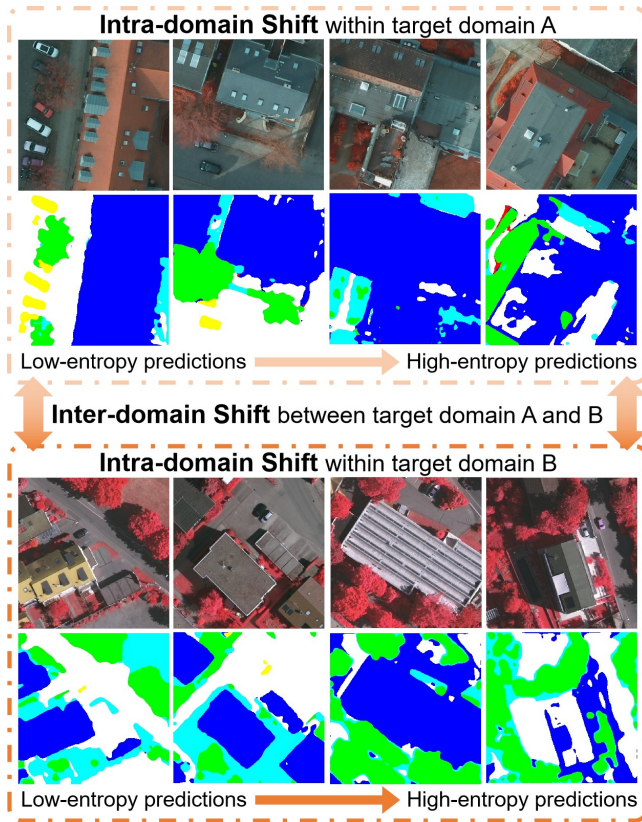 Intra-domain Shift within target domain A
Low-entropy predictions High-entropy predictions
Inter-domain Shift between target domain A and B
Intra-domain Shift within target domain B
Low-entropy predictions High-entropy predictions